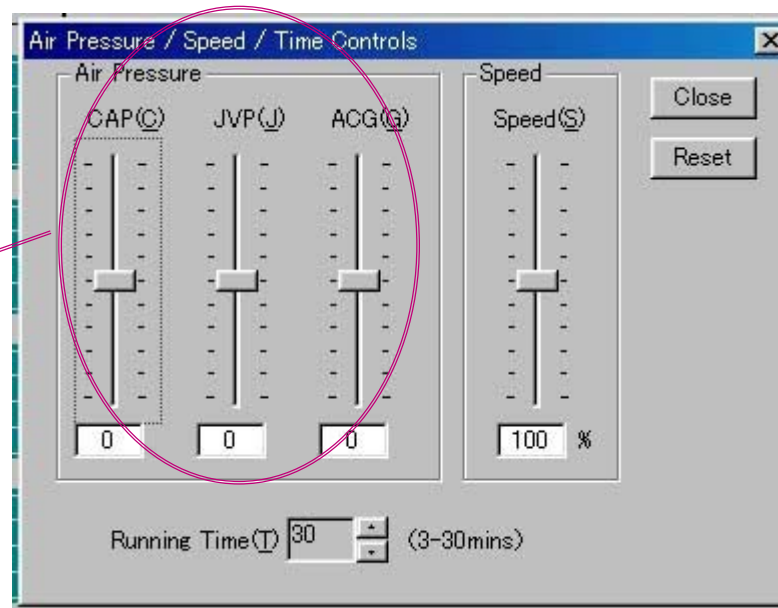 Air Pressure / Speed / Time Controls
Air Pressure
Speed
CAP(C)
JVP(J)
ACG(G)
Speed(S)
Close
Reset
0
0
0
100 %
Running Time(T) 30 (3-30mins)